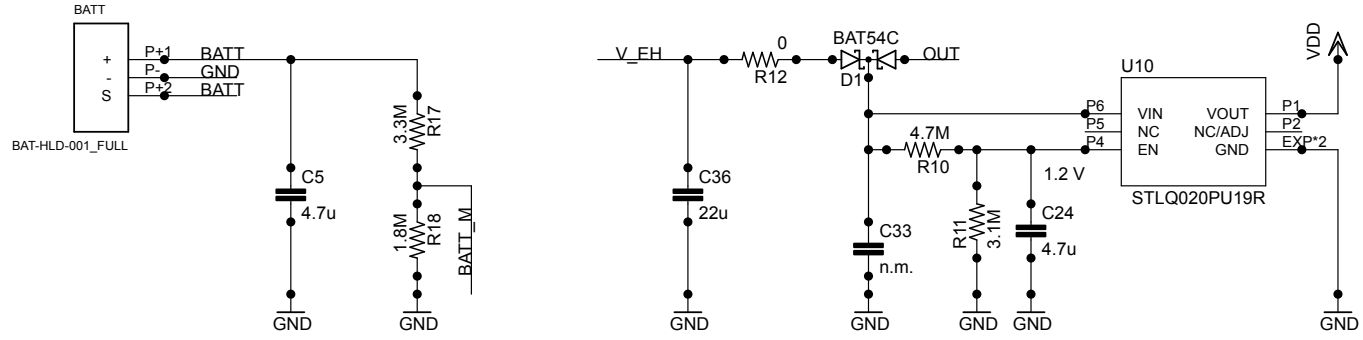 BATT
+
-
S
P+1
P-
P+2
BATT
GND
BATT
BAT-HLD-001_FULL
C5
4.7u
GND
3.3M
R17
1.8M
R18
BATT_M
GND
V_EH
C36
22u
GND
0
R12
BAT54C
D1
OUT
4.7M
R10
C33
n.m.
GND
R11
3.1M
GND
1.2 V
C24
4.7u
GND
U10
P6
P5
P4
VIN
NC
EN
VOUT
NC/ADJ
GND
P1
P2
EXP*2
STLQ020PU19R
VDD
GND